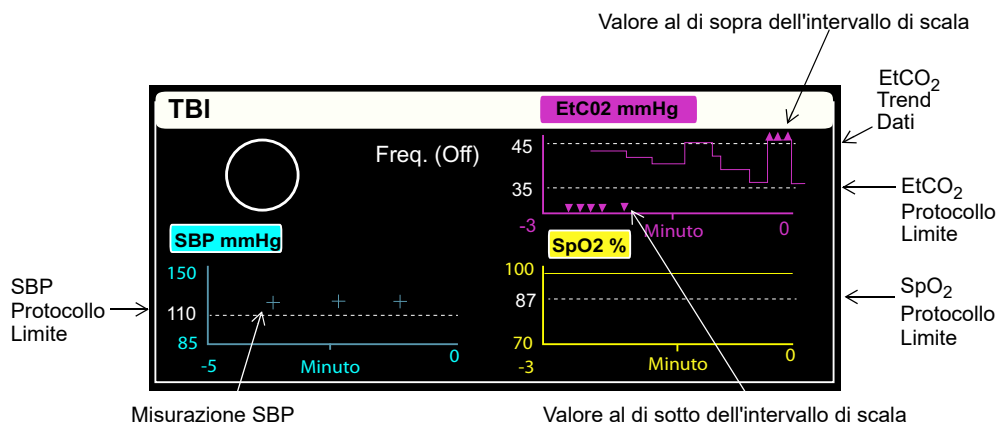 Valore al di sopra dell'intervallo di scala
EtCO2
Trend
Dati
TBI
EtC02 mmHg
Freq. (Off)
45
35
-3
Minuto
0
EtCO2
Protocollo
Limite
SBP mmHg
150
110
85
-5
Minuto
0
SBP
Protocollo
Limite
SpO2 %
100
87
70
-3
Minuto
0
SpO2
Protocollo
Limite
Misurazione SBP
Valore al di sotto dell'intervallo di scala